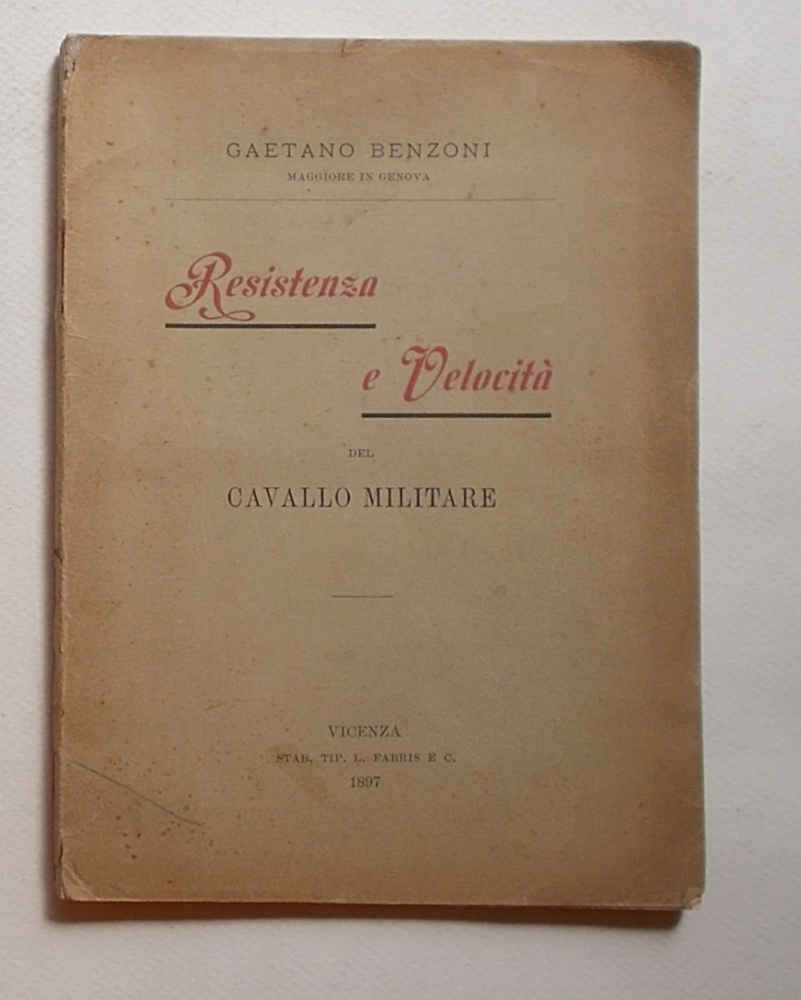 GAETANO BENZONI
MAGGIORE IN GENOVA
Resistenza
e Velocità
DEL
CAVALLO MILITARE
VICENZA
STAB. TIP. L. FABRIS E C.
1897